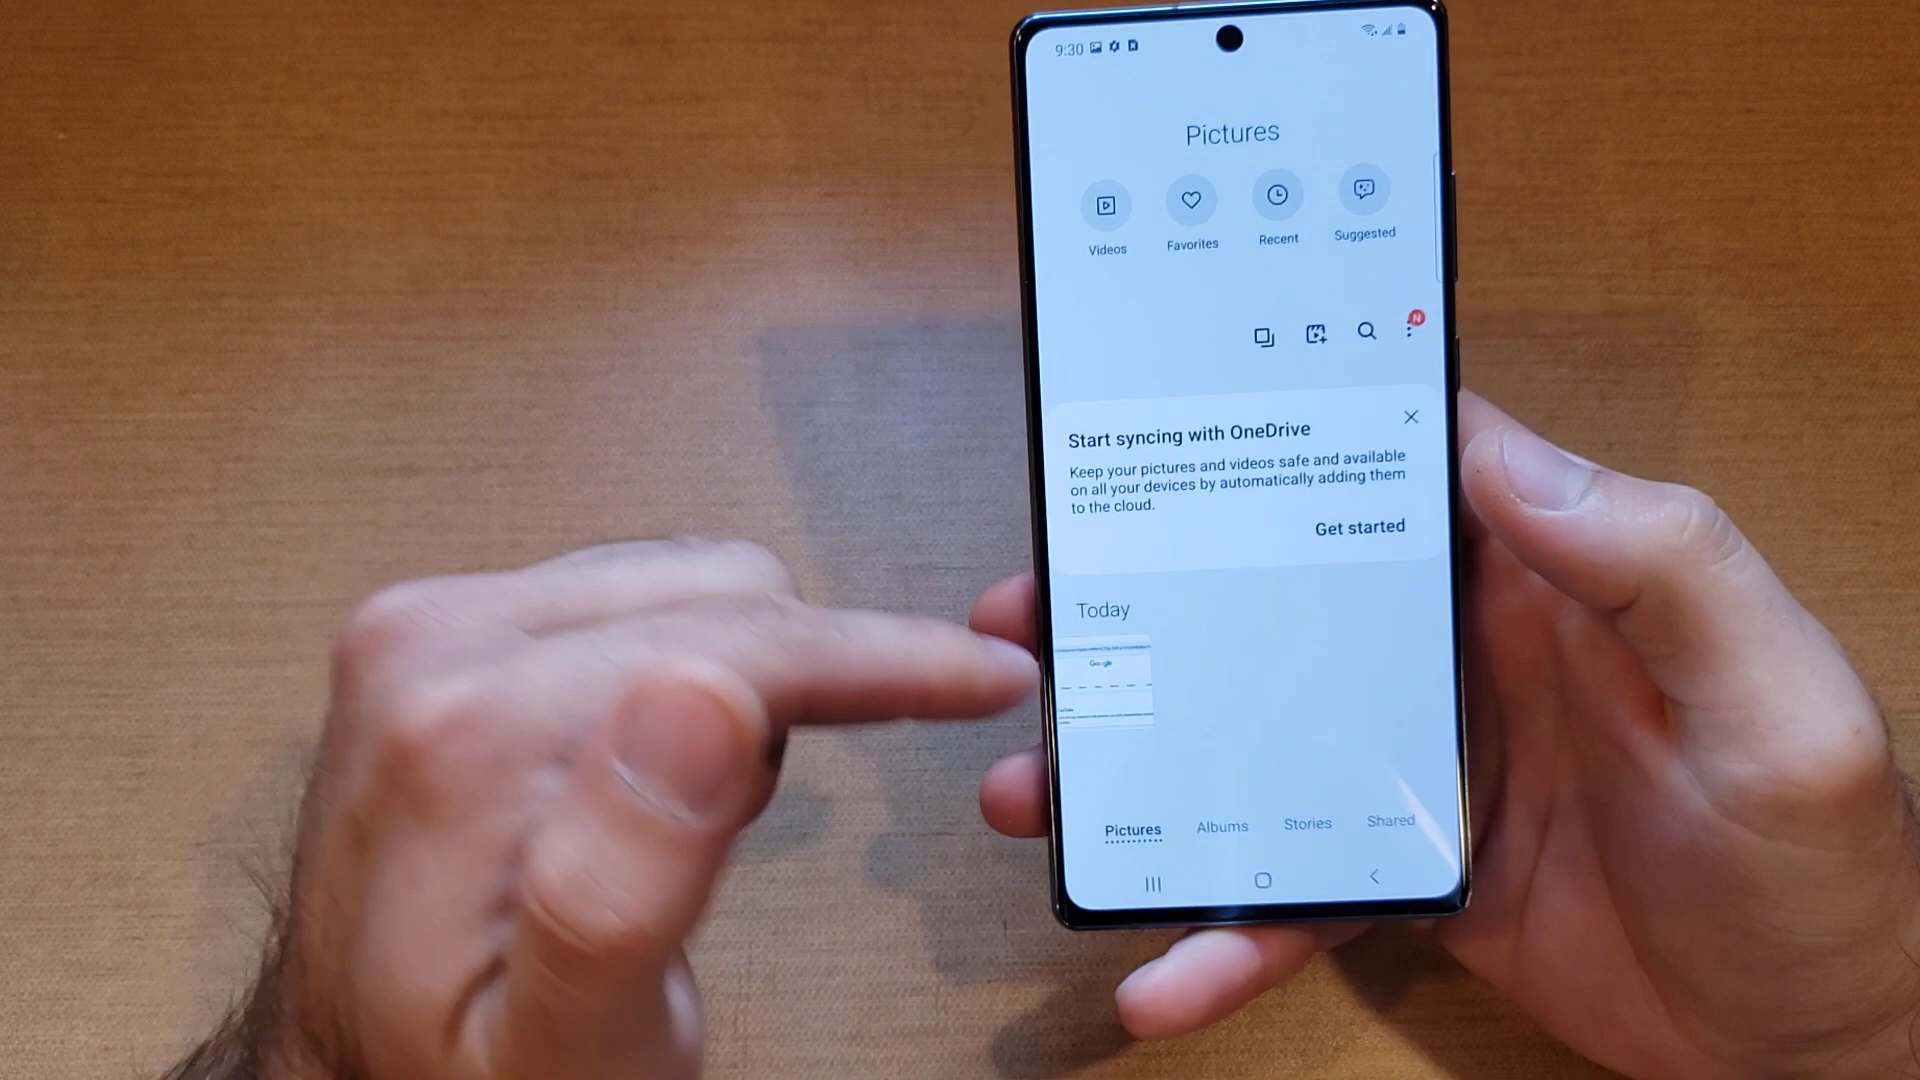 9:30
Pictures
Videos
Favorites
Recent
Suggested
N
Start syncing with OneDrive
Keep your pictures and videos safe and available
on all your devices by automatically adding them
to the cloud.
Get started
Today
Google
Pictures
Albums
Stories
Shared